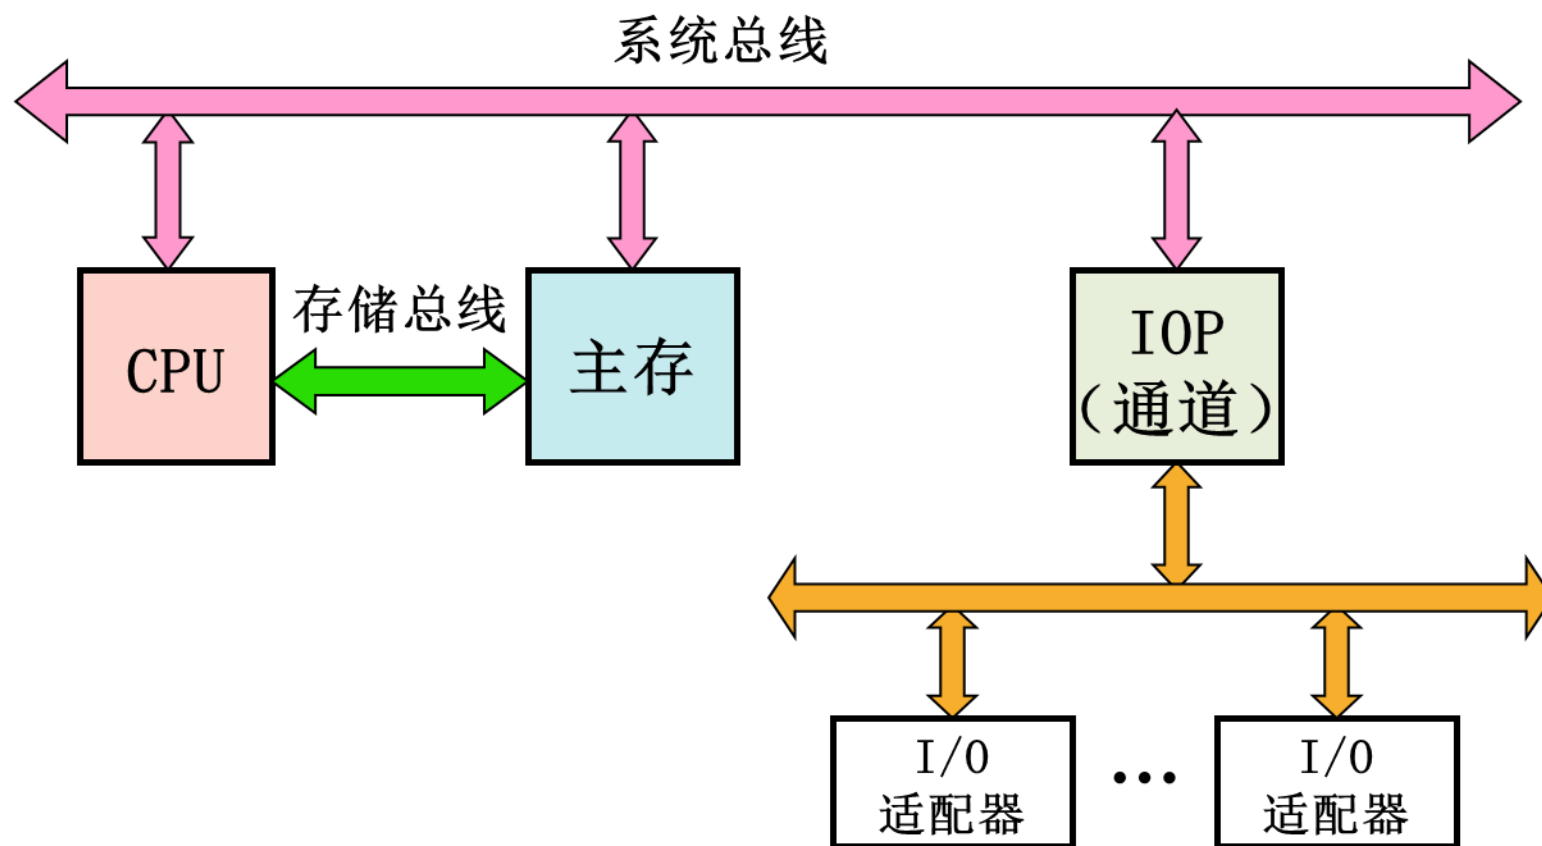 系统总线
存储总线
CPU
主存
IOP
（通道）
I/O
适配器
...
I/O
适配器